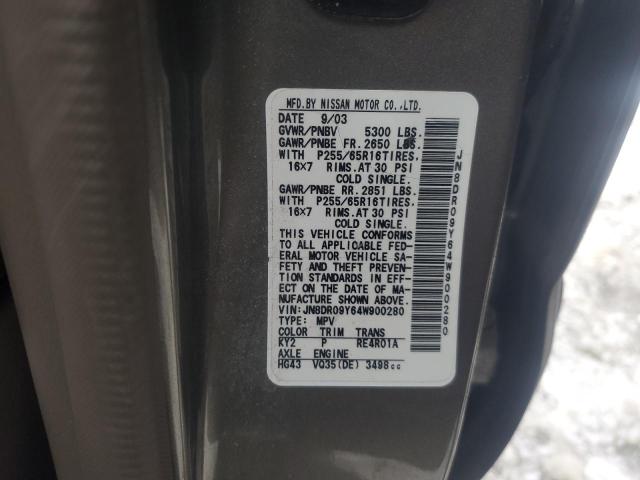 MFD.BY NISSAN MOTOR CO.,LTD.
DATE 9/03
GVWR/PNBV 5300 LBS.
GAWR/PNBE FR. 2650 LBS.
WITH P255/65R16TIRES.
16×7 RIMS.AT 30 PSI
COLD SINGLE.
GAWR/PNBE RR. 2851 LBS.
WITH P255/65R16TIRES.
16×7 RIMS.AT 30 PSI
COLD SINGLE.
THIS VEHICLE CONFORMS
TO ALL APPLICABLE FED-
ERAL MOTOR VEHICLE SA-
FETY AND THEFT PREVEN-
TION STANDARDS IN EFF-
ECT ON THE DATE OF MA-
NUFACTURE SHOWN ABOVE.
VIN: JN8DR09Y64W900280
TYPE: MPV
COLOR TRIM TRANS
KY2 P RE4R01A
AXLE ENGINE
HG43 VQ35(DE) 3498cc
JN8DR09Y64W900280